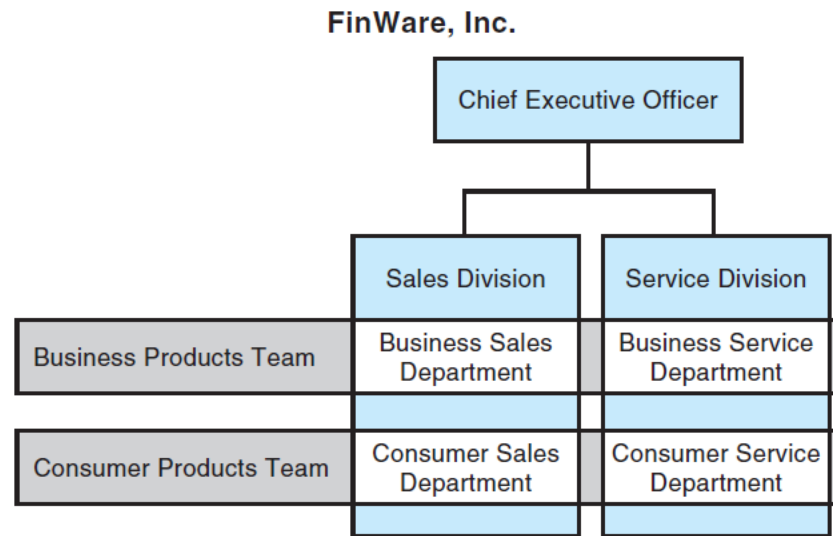 FinWare, Inc.
Chief Executive Officer
Sales Division
Service Division
Business Products Team
Business Sales
Department
Business Service
Department
Consumer Products Team
Consumer Sales
Department
Consumer Service
Department